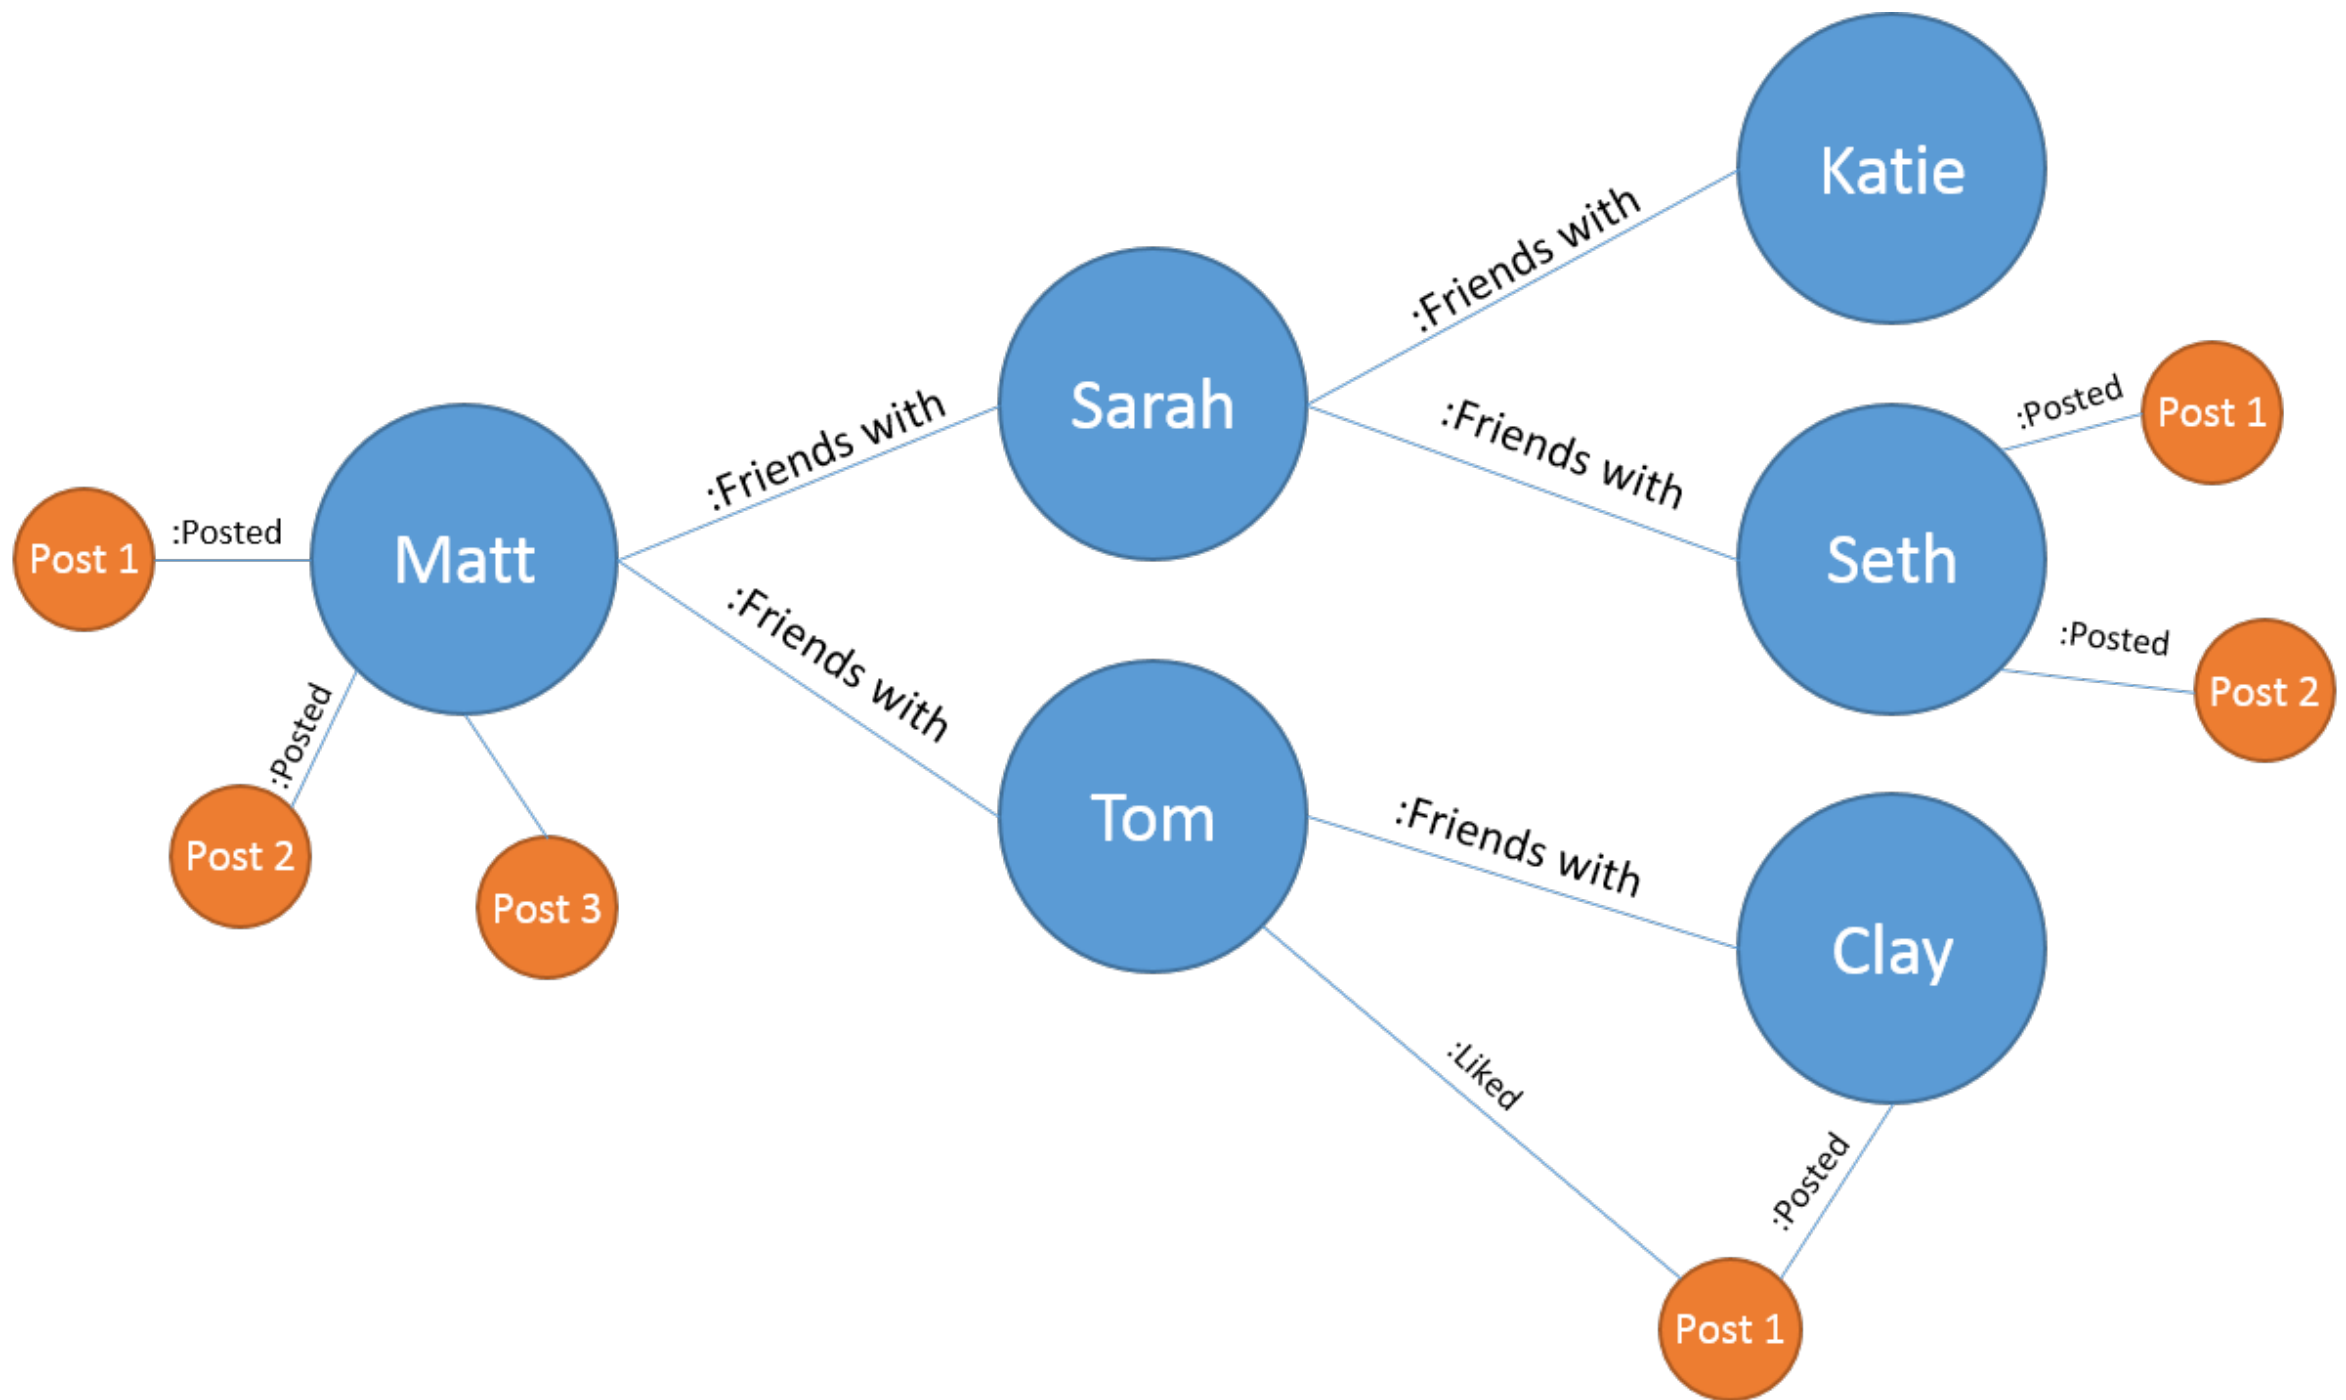 Katie
:Friends with
Sarah
:Friends with
:Posted
Post 1
:Friends with
Matt
:Posted
Post 1
Seth
:Friends with
:Posted
Post 2
:Posted
Post 2
Post 3
Tom
:Friends with
Clay
:Liked
:Posted
Post 1